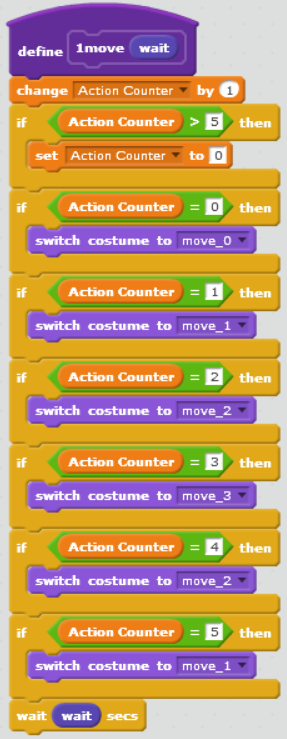 define 1move wait
change Action Counter by 1
if Action Counter > 5 then
set Action Counter to 0
if Action Counter = 0 then
switch costume to move_0
if Action Counter = 1 then
switch costume to move_1
if Action Counter = 2 then
switch costume to move_2
if Action Counter = 3 then
switch costume to move_3
if Action Counter = 4 then
switch costume to move_2
if Action Counter = 5 then
switch costume to move_1
wait wait secs